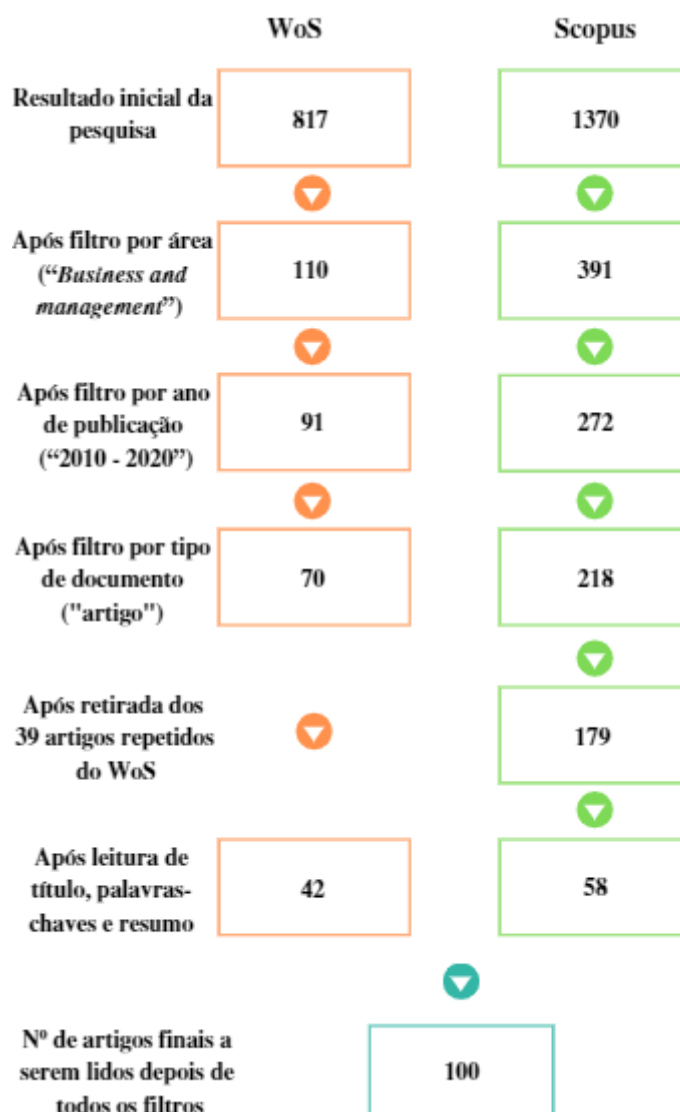 WoS Scopus
Resultado inicial da
pesquisa
817 1370
Após filtro por área
(“Business and
management”)
110 391
Após filtro por ano
de publicação
(“2010 - 2020”)
91 272
Após filtro por tipo
de documento
("artigo")
70 218
Após retirada dos
39 artigos repetidos
do WoS
179
Após leitura de
título, palavras-
chaves e resumo
42 58
Nº de artigos finais a
serem lidos depois de
todos os filtros
100